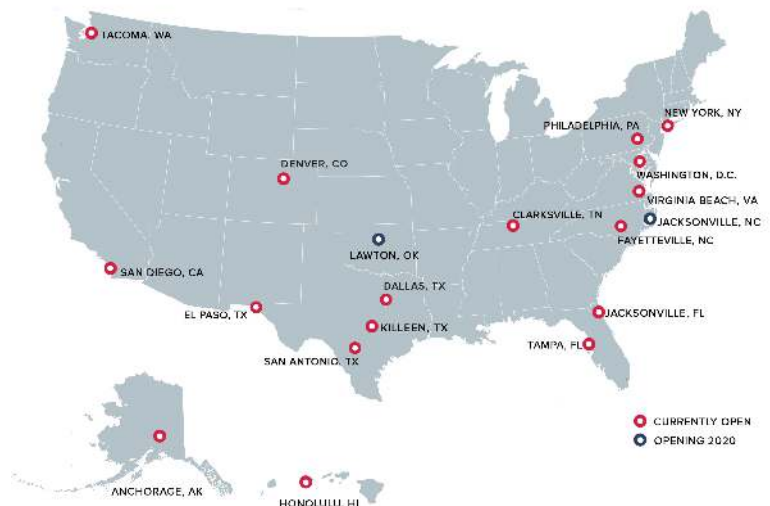 TACOMA, WA
NEW YORK, NY
PHILADELPHIA, PA
DENVER, CO
WASHINGTON, D.C.
VIRGINIA BEACH, VA
CLARKSVILLE, TN
JACKSONVILLE, NC
FAYETTEVILLE, NC
LAWTON, OK
SAN DIEGO, CA
DALLAS, TX
EL PASO, TX
JACKSONVILLE, FL
KILLEEN, TX
TAMPA, FL
SAN ANTONIO, TX
CURRENTLY OPEN
OPENING 2020
ANCHORAGE, AK
HONOLULU, HI